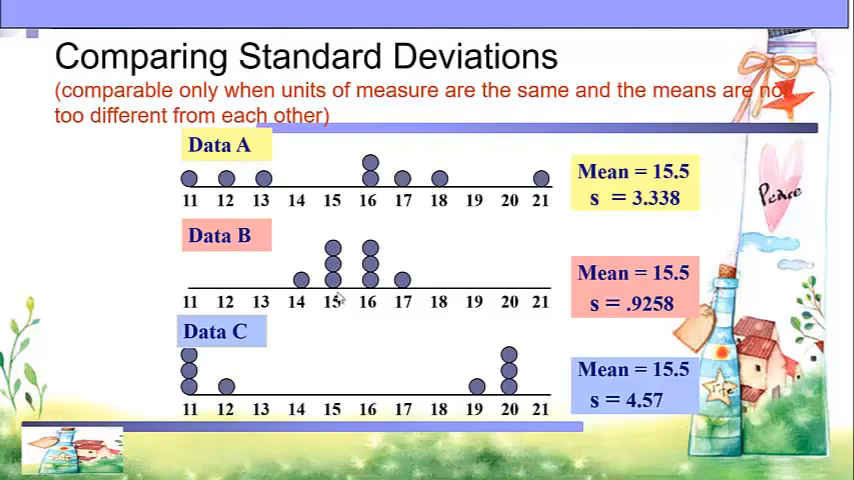 Comparing Standard Deviations
(comparable only when units of measure are the same and the means are not
too different from each other)
Data A
11 12 13 14 15 16 17 18 19 20 21
Mean = 15.5
s = 3.338
Data B
11 12 13 14 15 16 17 18 19 20 21
Mean = 15.5
s = .9258
Data C
11 12 13 14 15 16 17 18 19 20 21
Mean = 15.5
s = 4.57
Peace